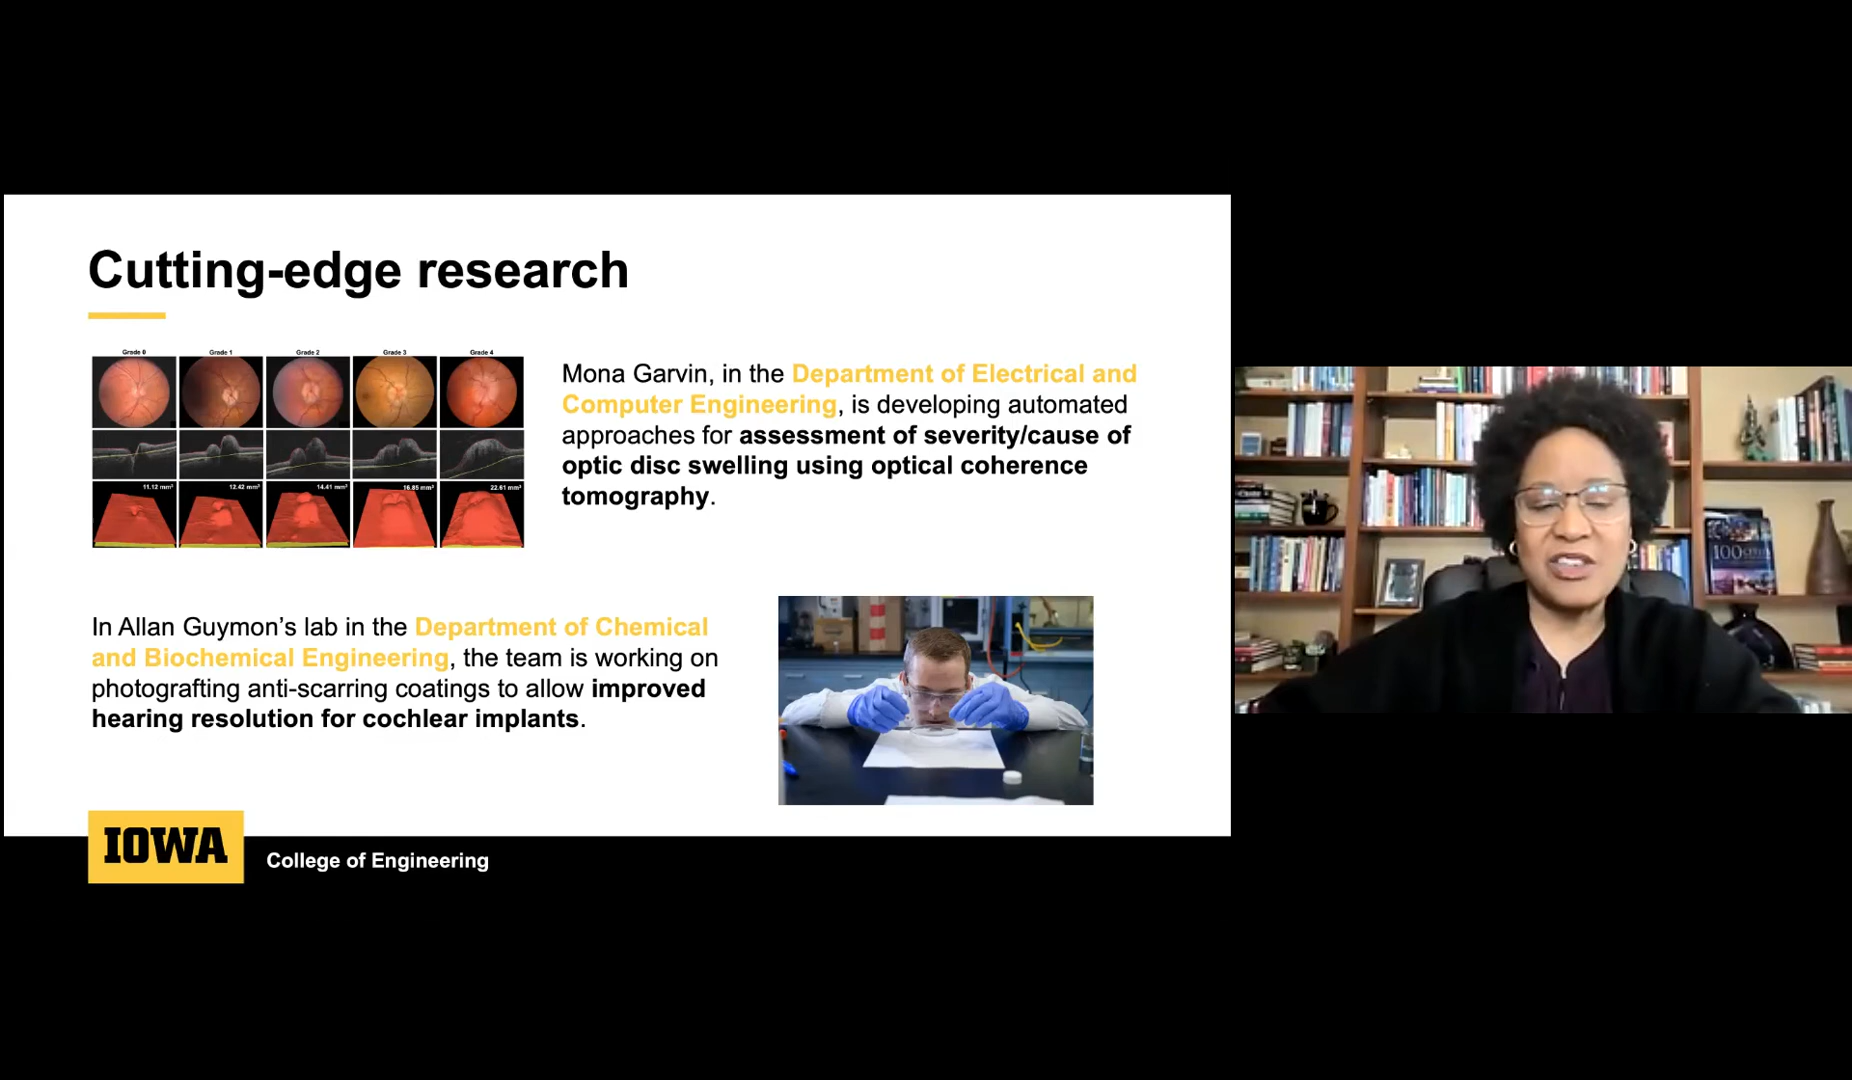 Cutting-edge research
Grade 0 Grade 1 Grade 2 Grade 3 Grade 4
11.12 mm³ 12.42 mm³ 14.41 mm³ 16.85 mm³ 22.61 mm³
Mona Garvin, in the Department of Electrical and
Computer Engineering, is developing automated
approaches for assessment of severity/cause of
optic disc swelling using optical coherence
tomography.
In Allan Guymon’s lab in the Department of Chemical
and Biochemical Engineering, the team is working on
photografting anti-scarring coatings to allow improved
hearing resolution for cochlear implants.
IOWA
College of Engineering
100